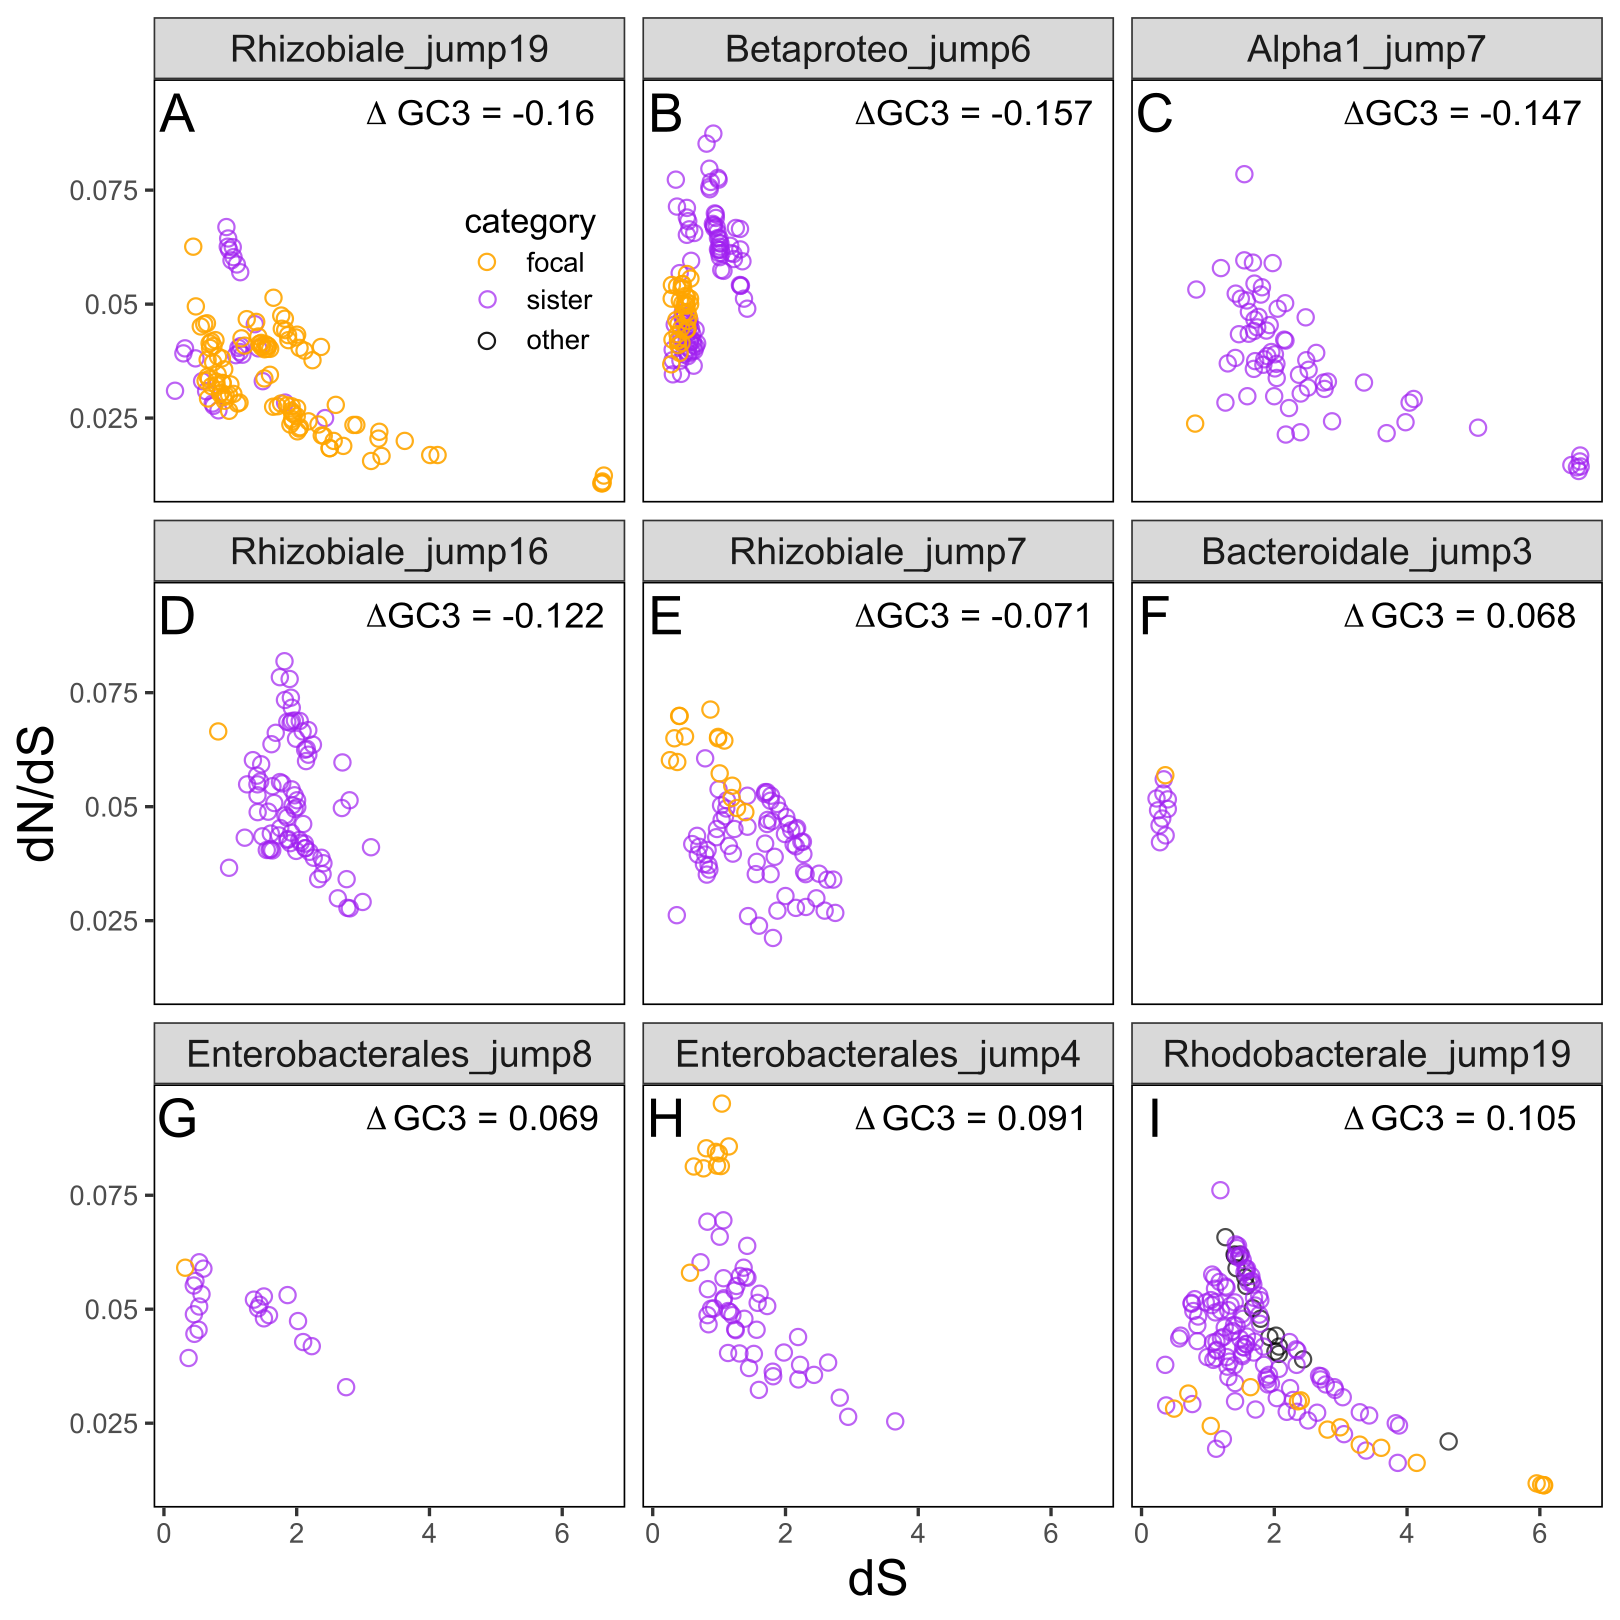 Rhizobiale_jump19
Betaproteo_jump6
Alpha1_jump7
A
Δ GC3 = -0.16
B
ΔGC3 = -0.157
C
ΔGC3 = -0.147
category
focal
sister
other
0.075
0.05
0.025
Rhizobiale_jump16
Rhizobiale_jump7
Bacteroidale_jump3
D
ΔGC3 = -0.122
E
ΔGC3 = -0.071
F
Δ GC3 = 0.068
0.075
0.05
0.025
dN/dS
Enterobacterales_jump8
Enterobacterales_jump4
Rhodobacterale_jump19
G
Δ GC3 = 0.069
H
Δ GC3 = 0.091
I
Δ GC3 = 0.105
0.075
0.05
0.025
0 2 4 6
0 2 4 6
0 2 4 6
dS